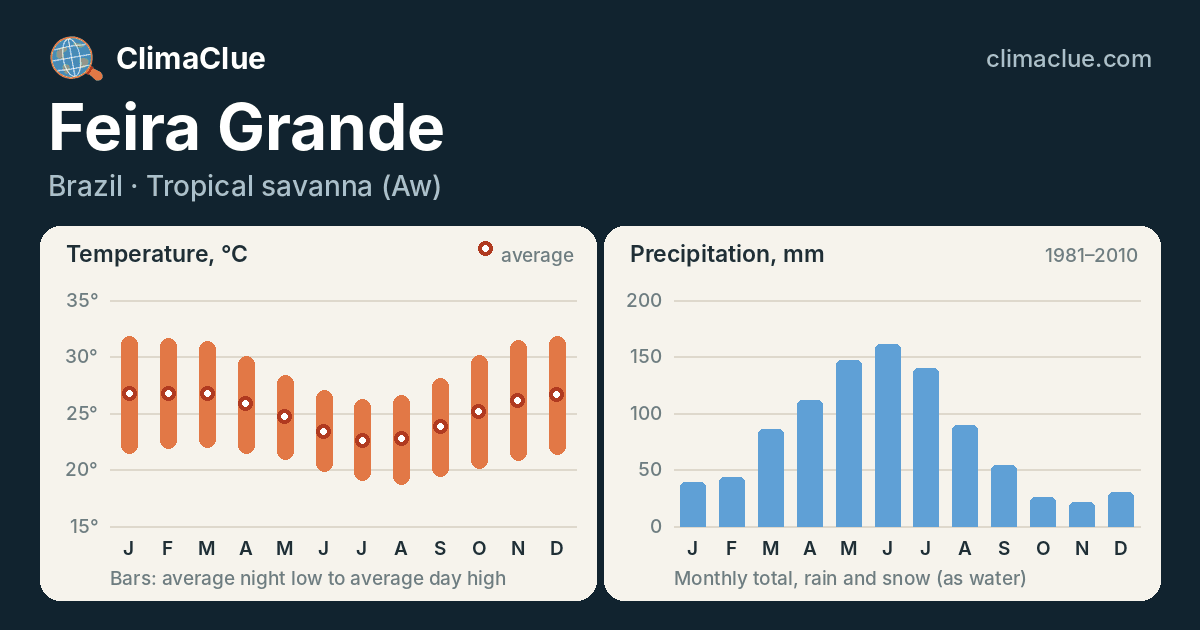 ClimaClue
climaclue.com
Feira Grande
Brazil · Tropical savanna (Aw)
Temperature, °C
average
35°
30°
25°
20°
15°
J F M A M J J A S O N D
Bars: average night low to average day high
Precipitation, mm
1981–2010
200
150
100
50
0
J F M A M J J A S O N D
Monthly total, rain and snow (as water)